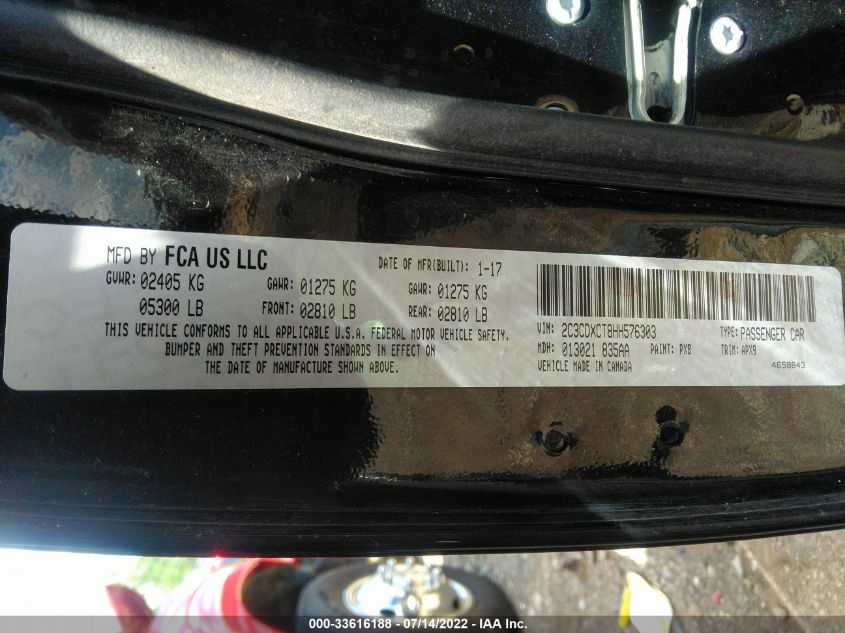 MFD BY FCA US LLC
DATE OF MFR(BUILT): 1-17
GVWR: 02405 KG GAWR: 01275 KG GAWR: 01275 KG
05300 LB FRONT: 02810 LB REAR: 02810 LB
THIS VEHICLE CONFORMS TO ALL APPLICABLE U.S.A. FEDERAL MOTOR VEHICLE SAFETY,
BUMPER AND THEFT PREVENTION STANDARDS IN EFFECT ON
THE DATE OF MANUFACTURE SHOWN ABOVE.
VIN: 2C3CDXCT8HH576303 TYPE: PASSENGER CAR
MDH: 013021 835AA PAINT: PX8 TRIM: APX9
VEHICLE MADE IN CANADA 4658843
000-33616188 - 07/14/2022 - IAA Inc.